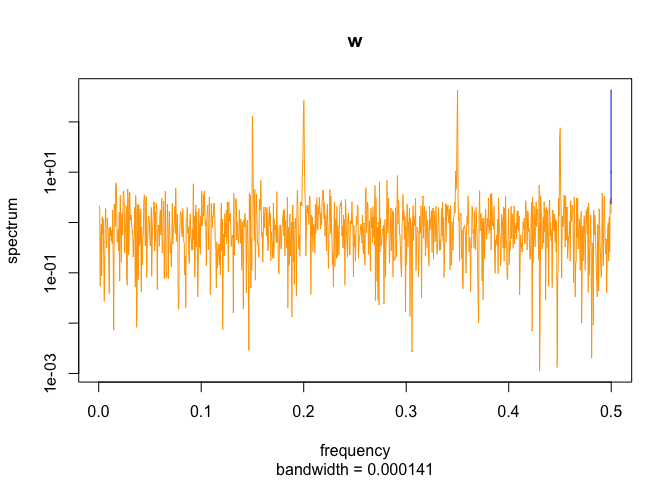 w
spectrum
1e+01
1e-01
1e-03
0.0 0.1 0.2 0.3 0.4 0.5
frequency
bandwidth = 0.000141